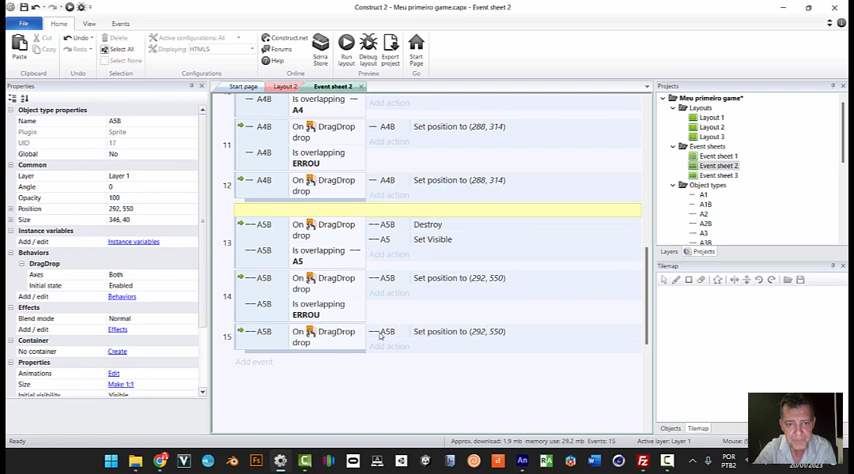 Construct 2 - Meu primeiro game.capx - Event sheet 2
File Home View Events
Paste Cut Copy Undo Redo Delete Select All Select None Active configurations: All Displaying: HTML5 Construct.net Forums Help Scirra Store Run layout Debug layout Export project Start Page
Clipboard Undo Selection Configurations Online Preview Go
Properties
Object type properties
Name A5B
Plugin Sprite
UID 17
Global No
Common
Layer Layer 1
Angle 0
Opacity 100
Position 292, 550
Size 346, 40
Instance variables
Add / edit Instance variables
Behaviors
DragDrop
Axes Both
Initial state Enabled
Add / edit Behaviors
Effects
Blend mode Normal
Add / edit Effects
Container
No container Create
Properties
Animations Edit
Size Make 1:1
Initial visibility Visible
Start page Layout 2 Event sheet 2
A4B Is overlapping A4 Add action
11 A4B On DragDrop drop A4B Set position to (288, 314)
Add action
A4B Is overlapping ERROU
12 A4B On DragDrop drop A4B Set position to (288, 314)
Add action
13 A5B On DragDrop drop A5B Destroy
A5 Set Visible
A5B Is overlapping A5 Add action
14 A5B On DragDrop drop A5B Set position to (292, 550)
Add action
A5B Is overlapping ERROU
15 A5B On DragDrop drop A5B Set position to (292, 550)
Add action
Add event
Projects
Meu primeiro game*
Layouts
Layout 1
Layout 2
Layout 3
Event sheets
Event sheet 1
Event sheet 2
Event sheet 3
Object types
A1
A1B
A2
A2B
A3
A3B
Layers Projects
Tilemap
Objects Tilemap
Ready Approx. download: 1.9 mb memory use: 29.2 mb Events: 15 Active layer: Layer 1
POR
PTB2
20/01/2023